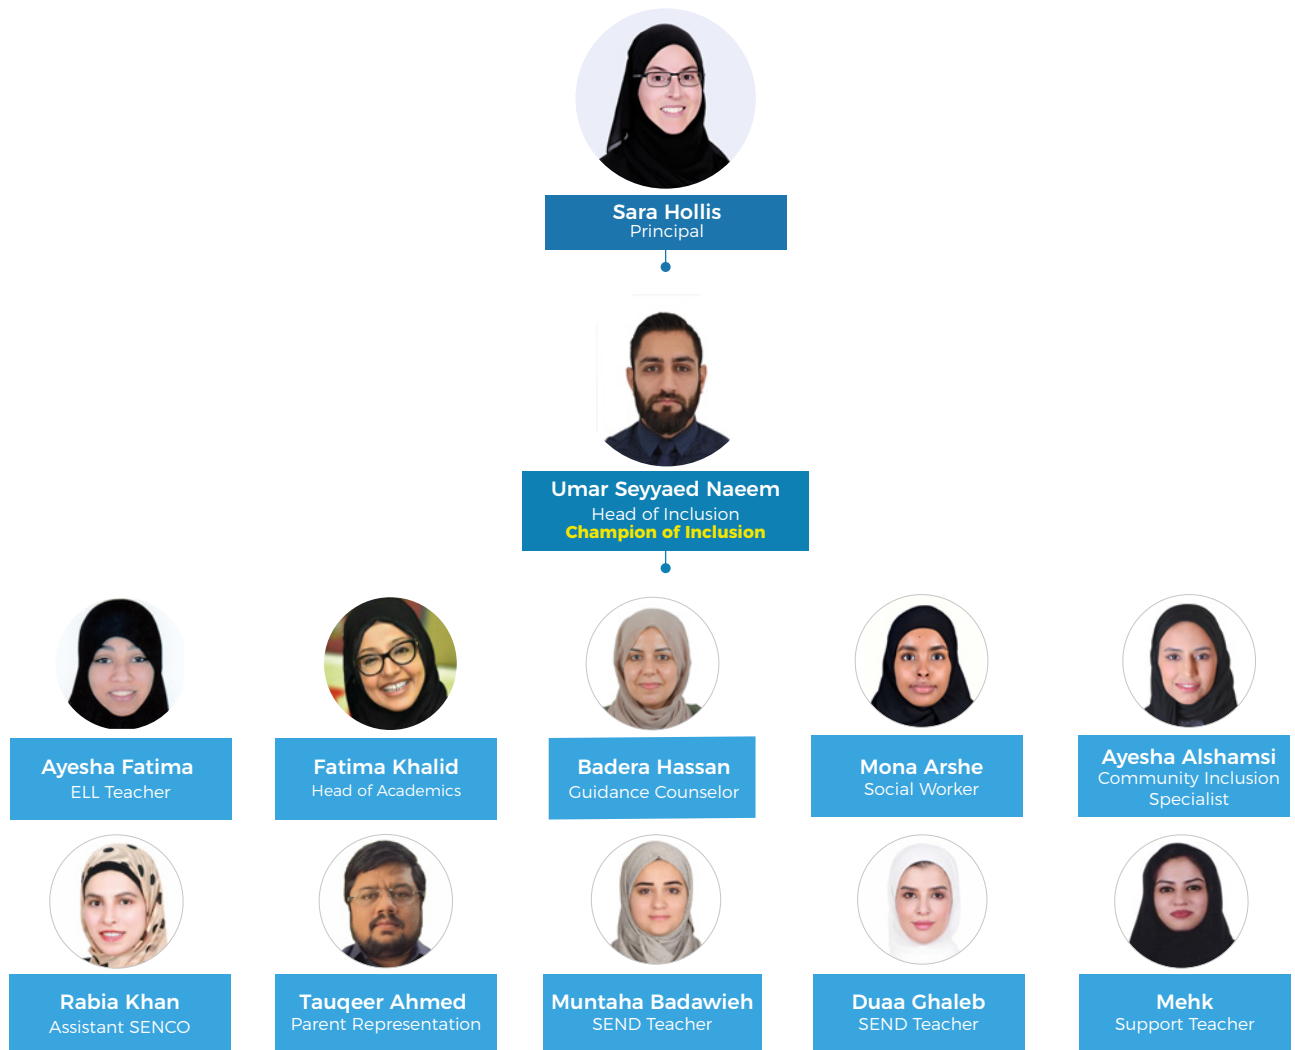 Sara Hollis
Principal
Umar Seyyaed Naeem
Head of Inclusion
Champion of Inclusion
Ayesha Fatima
ELL Teacher
Fatima Khalid
Head of Academics
Badera Hassan
Guidance Counselor
Mona Arshe
Social Worker
Ayesha Alshamsi
Community Inclusion
Specialist
Rabia Khan
Assistant SENCO
Tauqeer Ahmed
Parent Representation
Muntaha Badawieh
SEND Teacher
Duaa Ghaleb
SEND Teacher
Mehk
Support Teacher